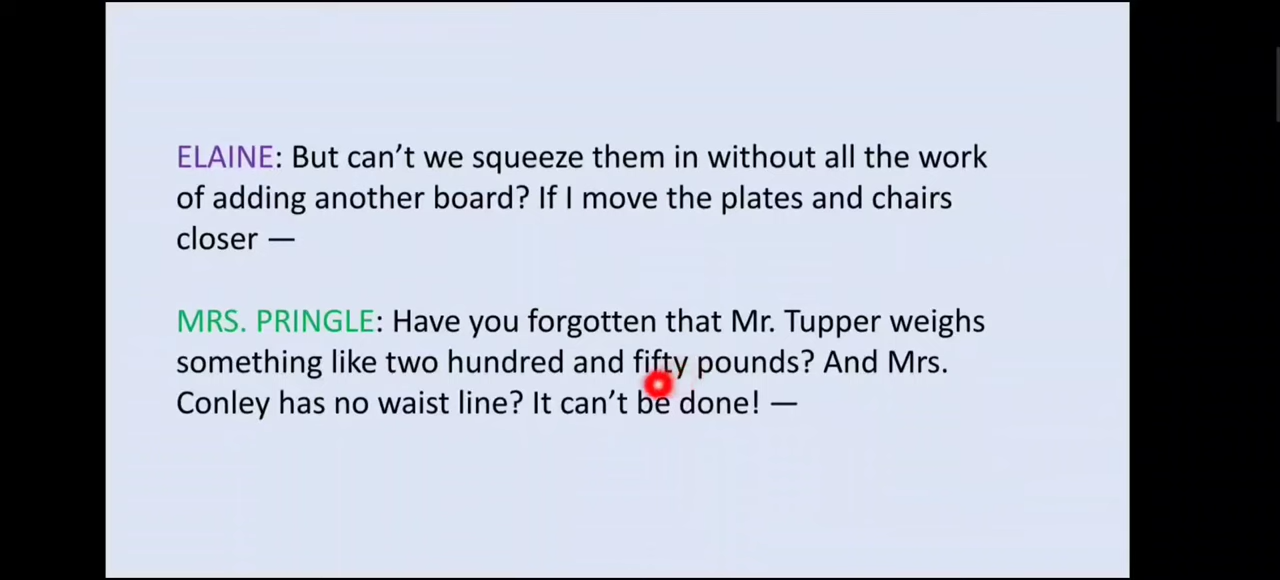 ELAINE: But can’t we squeeze them in without all the work
of adding another board? If I move the plates and chairs
closer —
MRS. PRINGLE: Have you forgotten that Mr. Tupper weighs
something like two hundred and fifty pounds? And Mrs.
Conley has no waist line? It can’t be done! —